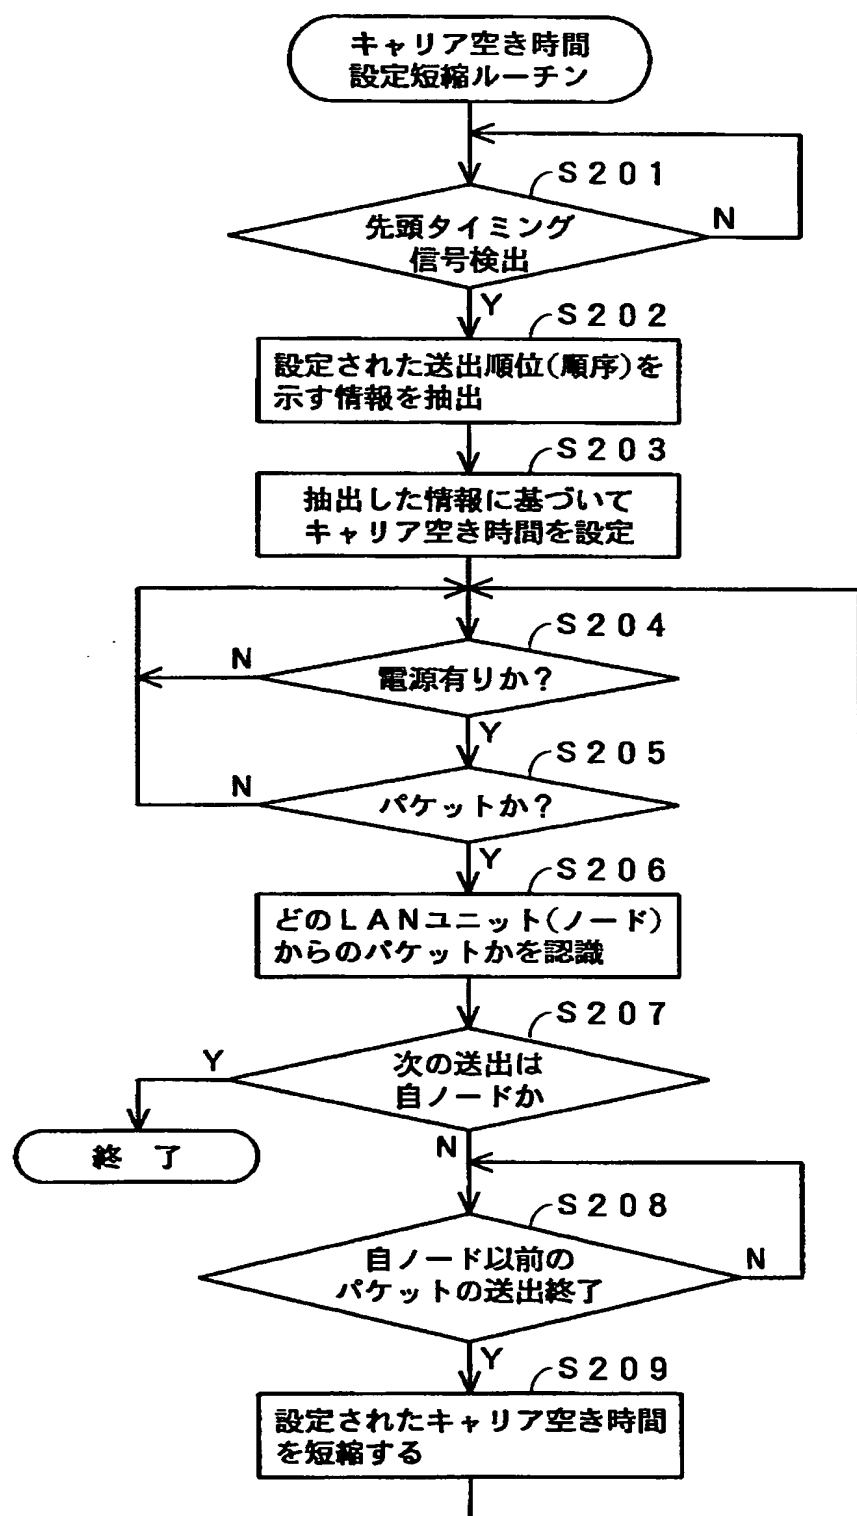 キャリア空き時間
設定短縮ルーチン
S201
先頭タイミング
信号検出
N
Y
S202
設定された送出順位(順序)を
示す情報を抽出
S203
抽出した情報に基づいて
キャリア空き時間を設定
S204
電源有りか?
N
Y
S205
パケットか?
N
Y
S206
どのLANユニット(ノード)
からのパケットかを認識
S207
次の送出は
自ノードか
Y
終 了
N
S208
自ノード以前の
パケットの送出終了
N
Y
S209
設定されたキャリア空き時間
を短縮する